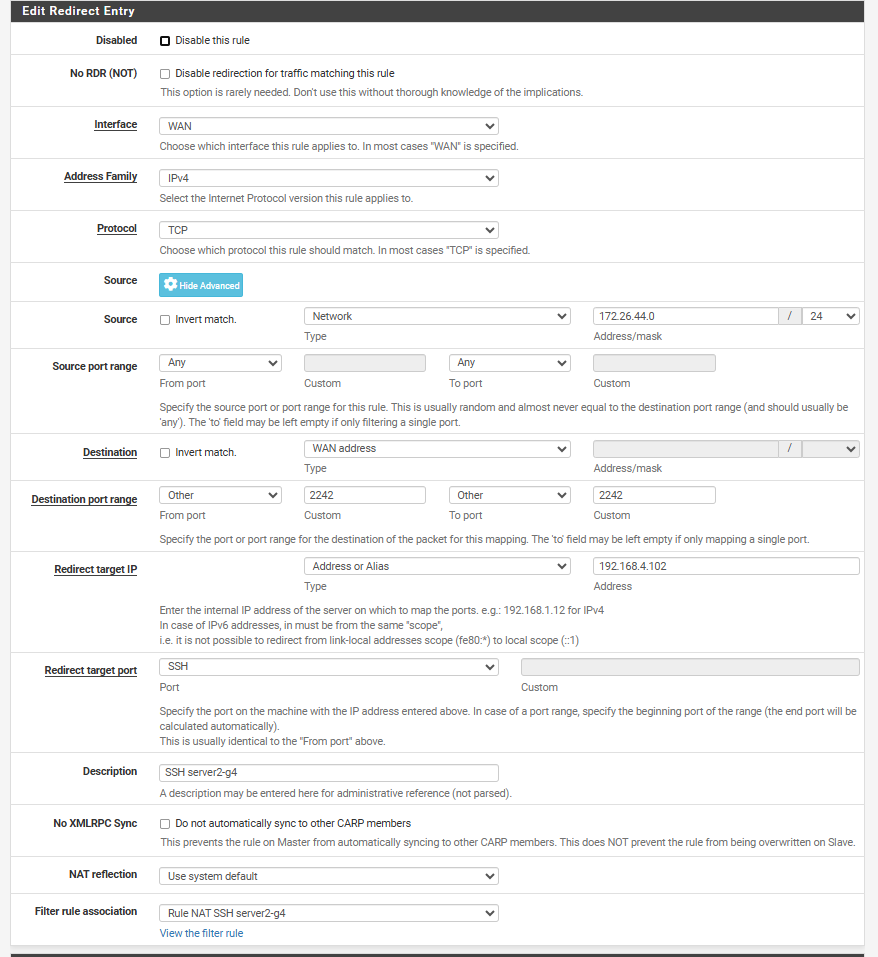 Edit Redirect Entry
Disabled Disable this rule
No RDR (NOT) Disable redirection for traffic matching this rule
This option is rarely needed. Don't use this without thorough knowledge of the implications.
Interface WAN
Choose which interface this rule applies to. In most cases "WAN" is specified.
Address Family IPv4
Select the Internet Protocol version this rule applies to.
Protocol TCP
Choose which protocol this rule should match. In most cases "TCP" is specified.
Source Hide Advanced
Source Invert match. Network 172.26.44.0 / 24
Type Address/mask
Source port range Any Any
From port Custom To port Custom
Specify the source port or port range for this rule. This is usually random and almost never equal to the destination port range (and should usually be
'any'). The 'to' field may be left empty if only filtering a single port.
Destination Invert match. WAN address /
Type Address/mask
Destination port range Other 2242 Other 2242
From port Custom To port Custom
Specify the port or port range for the destination of the packet for this mapping. The 'to' field may be left empty if only mapping a single port.
Redirect target IP Address or Alias 192.168.4.102
Type Address
Enter the internal IP address of the server on which to map the ports. e.g.: 192.168.1.12 for IPv4
In case of IPv6 addresses, in must be from the same "scope",
i.e. it is not possible to redirect from link-local addresses scope (fe80:*) to local scope (::1)
Redirect target port SSH
Port Custom
Specify the port on the machine with the IP address entered above. In case of a port range, specify the beginning port of the range (the end port will be
calculated automatically).
This is usually identical to the "From port" above.
Description SSH server2-g4
A description may be entered here for administrative reference (not parsed).
No XMLRPC Sync Do not automatically sync to other CARP members
This prevents the rule on Master from automatically syncing to other CARP members. This does NOT prevent the rule from being overwritten on Slave.
NAT reflection Use system default
Filter rule association Rule NAT SSH server2-g4
View the filter rule